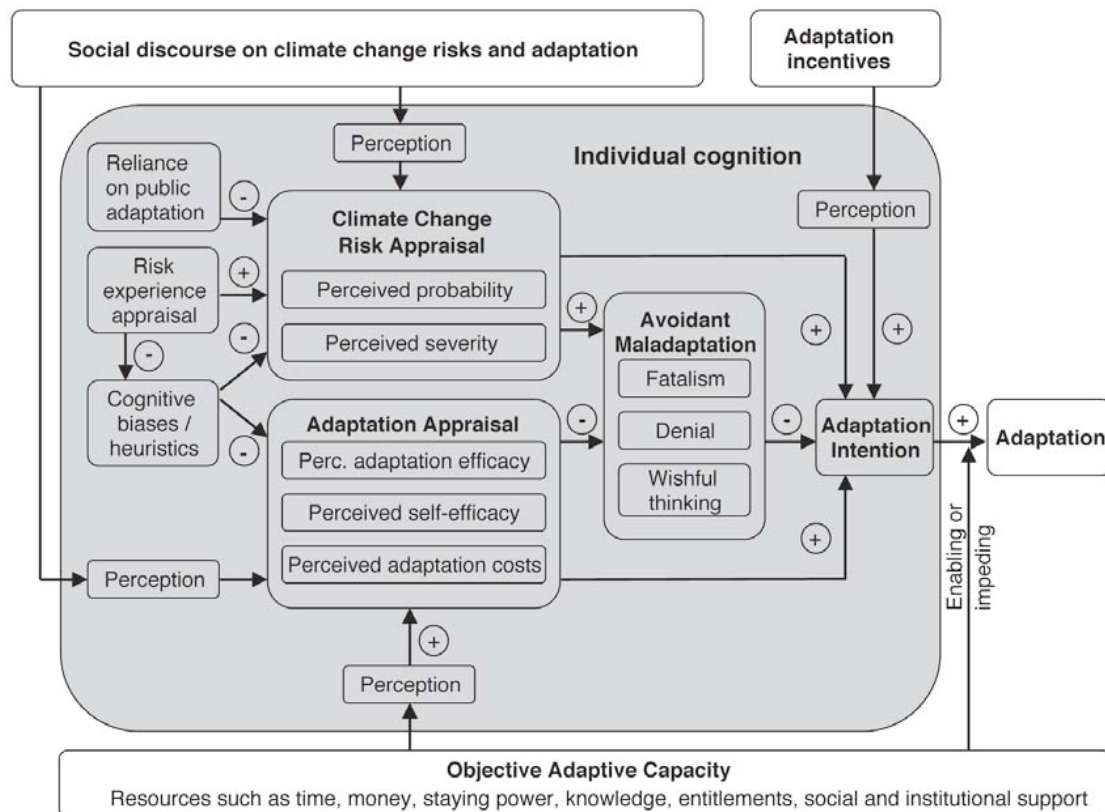 Social discourse on climate change risks and adaptation
Adaptation
incentives
Perception
Individual cognition
Reliance
on public
adaptation
-
Climate Change
Risk Appraisal
Perception
Risk
experience
appraisal
+
Perceived probability
Perceived severity
-
-
+
Avoidant
Maladaptation
Fatalism
Denial
Wishful
thinking
+
+
Cognitive
biases /
heuristics
-
Adaptation Appraisal
Perc. adaptation efficacy
Perceived self-efficacy
Perceived adaptation costs
-
-
Adaptation
Intention
+
Adaptation
+
Enabling or
impeding
Perception
+
Perception
Objective Adaptive Capacity
Resources such as time, money, staying power, knowledge, entitlements, social and institutional support